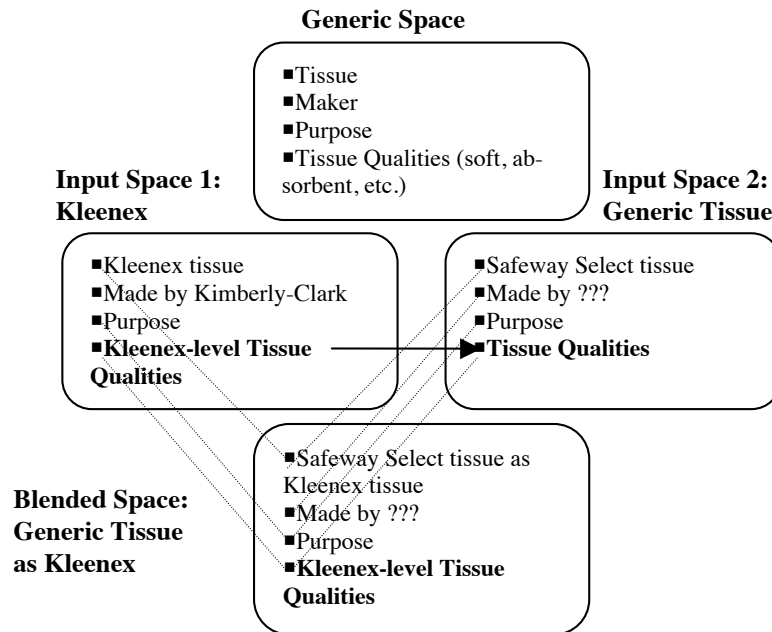 Generic Space
■Tissue
■Maker
■Purpose
■Tissue Qualities (soft, ab-
sorbent, etc.)
Input Space 1:
Kleenex
■Kleenex tissue
■Made by Kimberly-Clark
■Purpose
■Kleenex-level Tissue
Qualities
Input Space 2:
Generic Tissue
■Safeway Select tissue
■Made by ???
■Purpose
■Tissue Qualities
Blended Space:
Generic Tissue
as Kleenex
■Safeway Select tissue as
Kleenex tissue
■Made by ???
■Purpose
■Kleenex-level Tissue
Qualities